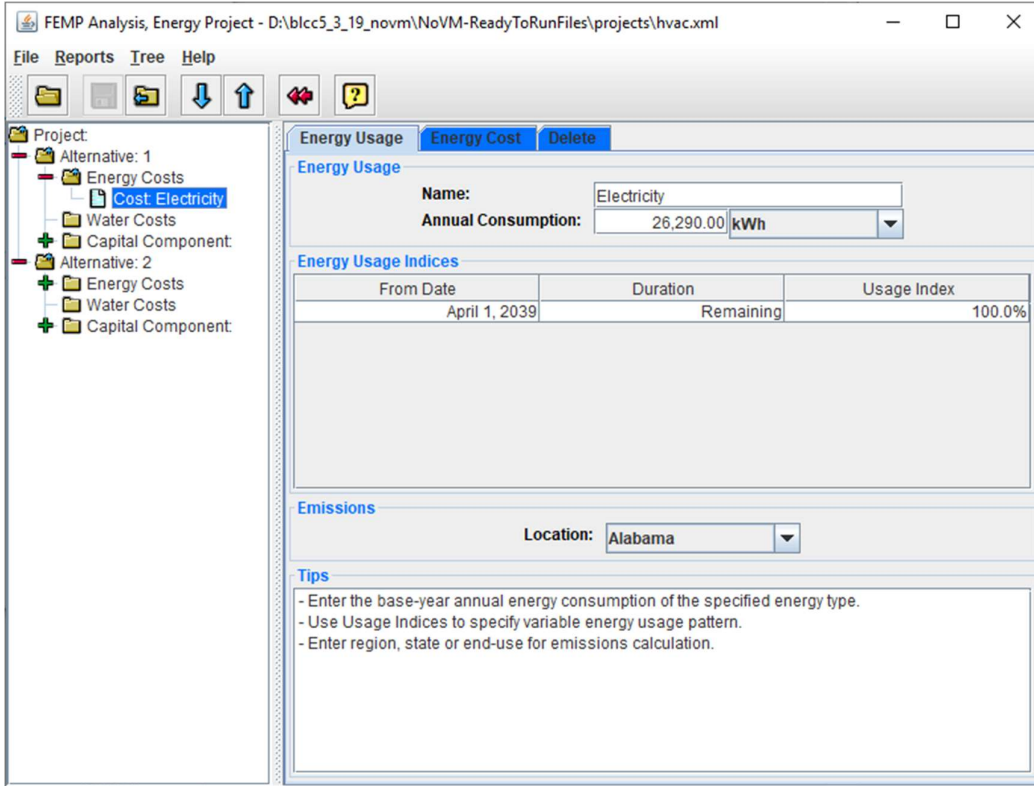 FEMP Analysis, Energy Project - D:\blcc5_3_19_novm\NoVM-ReadyToRunFiles\projects\hvac.xml
File Reports Tree Help
Project:
Alternative: 1
Energy Costs
Cost: Electricity
Water Costs
Capital Component:
Alternative: 2
Energy Costs
Water Costs
Capital Component:
Energy Usage Energy Cost Delete
Energy Usage
Name: Electricity
Annual Consumption: 26,290.00 kWh
Energy Usage Indices
From Date Duration Usage Index
April 1, 2039 Remaining 100.0%
Emissions
Location: Alabama
Tips
- Enter the base-year annual energy consumption of the specified energy type.
- Use Usage Indices to specify variable energy usage pattern.
- Enter region, state or end-use for emissions calculation.